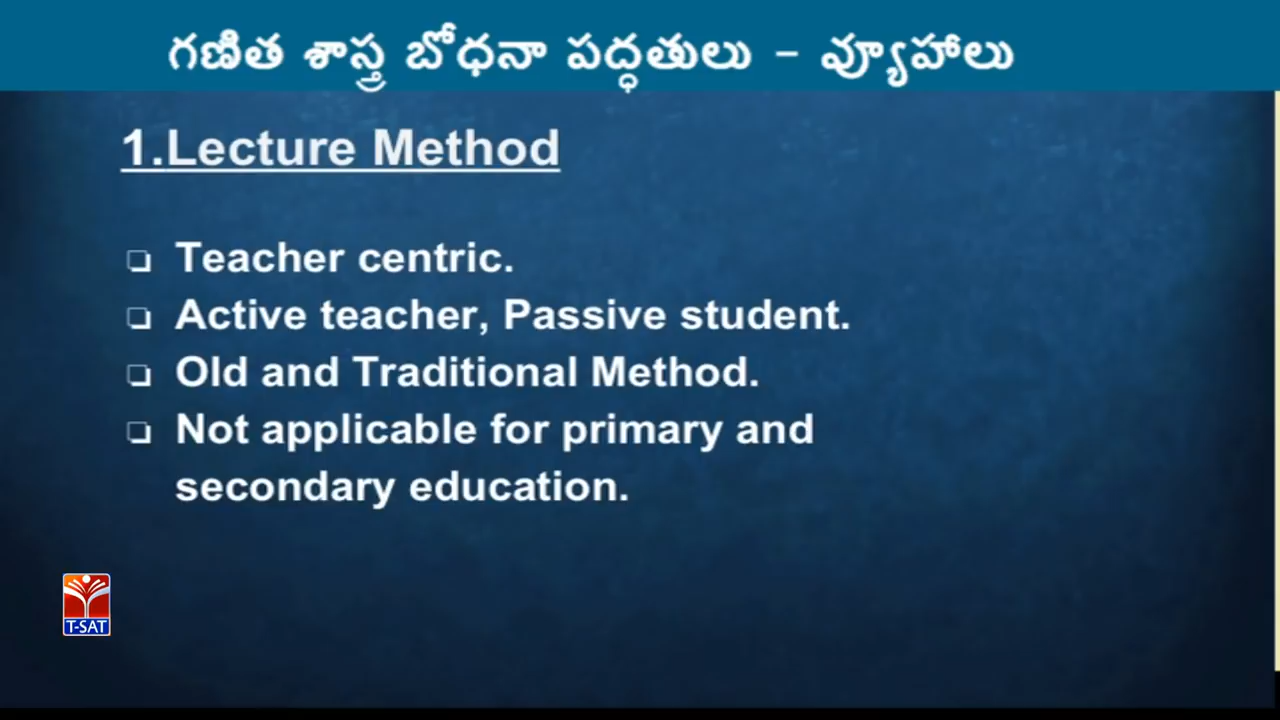 గణిత శాస్త్ర బోధనా పద్ధతులు - వ్యూహాలు
1.Lecture Method
❏ Teacher centric.
❏ Active teacher, Passive student.
❏ Old and Traditional Method.
❏ Not applicable for primary and
secondary education.
T-SAT